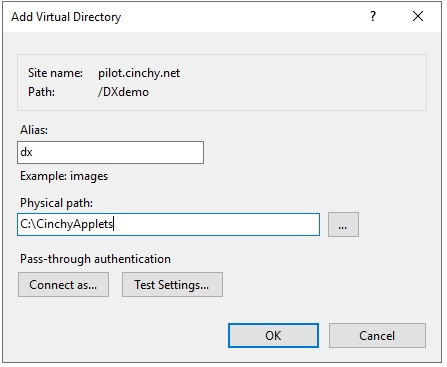 Add Virtual Directory
?
Site name: pilot.cinchy.net
Path: /DXdemo
Alias:
dx
Example: images
Physical path:
C:\CinchyApplets
...
Pass-through authentication
Connect as... Test Settings...
OK Cancel